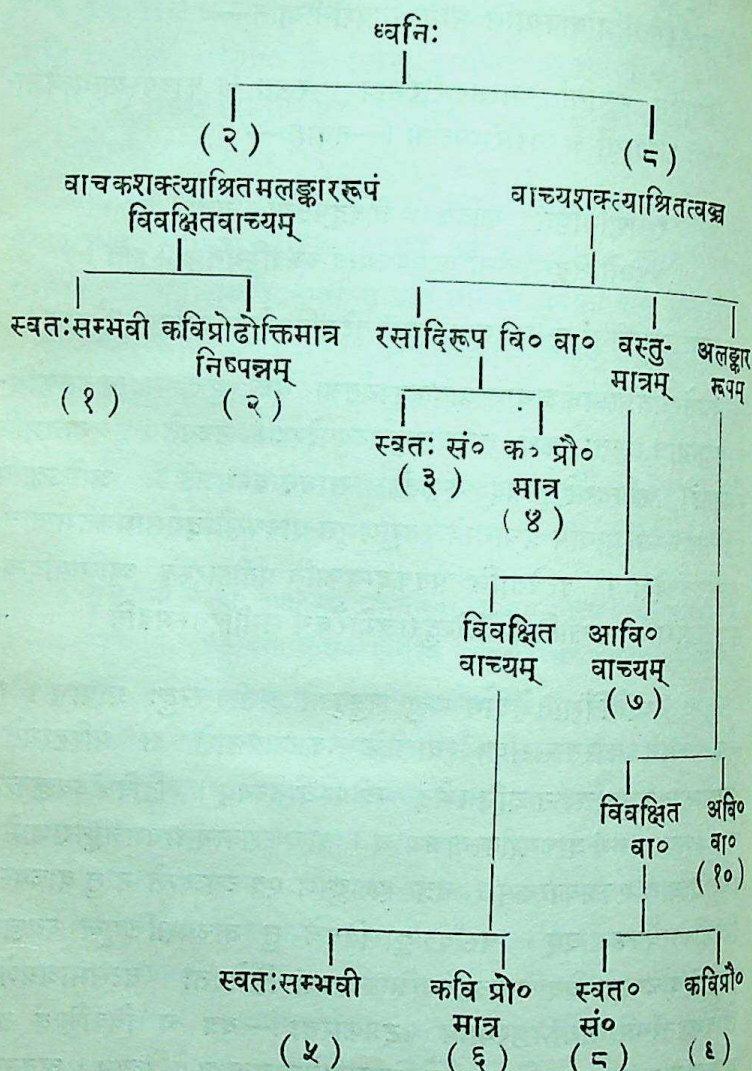 ध्वनिः
(२)
(८)
वाचकशक्त्याश्रितमलङ्काररूपं
विवक्षितवाच्यम्
वाच्यशक्त्याश्रितत्वञ्च
स्वतःसम्भवी कविप्रोढोक्तिमात्र
निष्पन्नम्
(१) (२)
रसादिरूप वि० वा० वस्तु- अलङ्कार
मात्रम् रूपम्
स्वतः सं० क० प्रौ०
(३) मात्र
(४)
विवक्षित आवि०
वाच्यम् वाच्यम्
(७)
विवक्षित अवि०
वा० वा०
(१०)
स्वतःसम्भवी कवि प्रो० स्वत० कविप्रौ०
मात्र सं०
(५) (६) (८) (९)